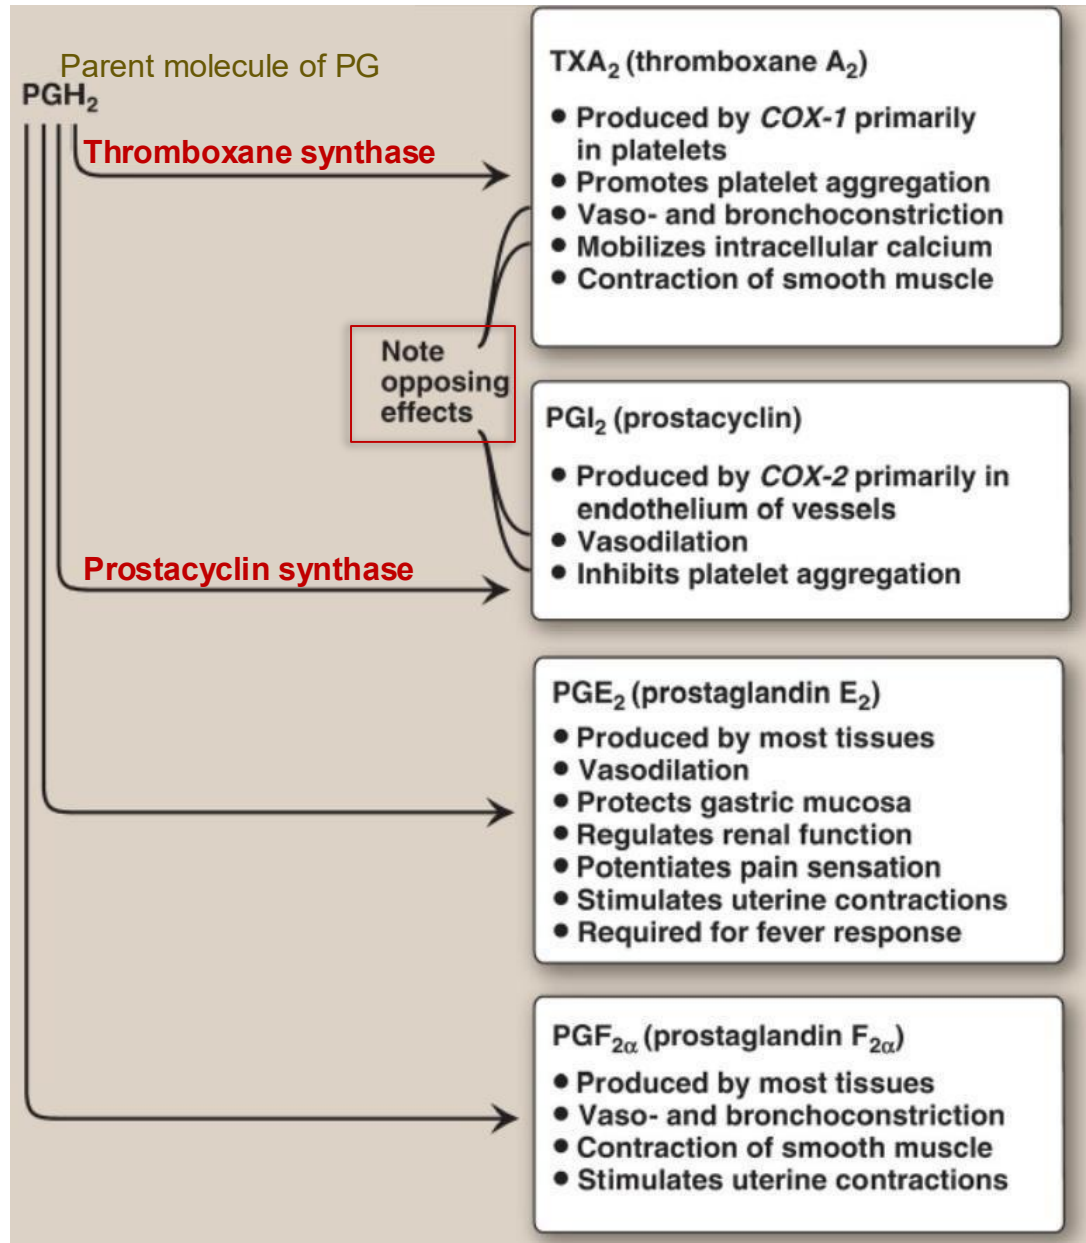 Parent molecule of PG
PGH₂
Thromboxane synthase
TXA₂ (thromboxane A₂)
● Produced by COX-1 primarily
in platelets
● Promotes platelet aggregation
● Vaso- and bronchoconstriction
● Mobilizes intracellular calcium
● Contraction of smooth muscle
Note
opposing
effects
PGI₂ (prostacyclin)
● Produced by COX-2 primarily in
endothelium of vessels
● Vasodilation
● Inhibits platelet aggregation
Prostacyclin synthase
PGE₂ (prostaglandin E₂)
● Produced by most tissues
● Vasodilation
● Protects gastric mucosa
● Regulates renal function
● Potentiates pain sensation
● Stimulates uterine contractions
● Required for fever response
PGF₂α (prostaglandin F₂α)
● Produced by most tissues
● Vaso- and bronchoconstriction
● Contraction of smooth muscle
● Stimulates uterine contractions